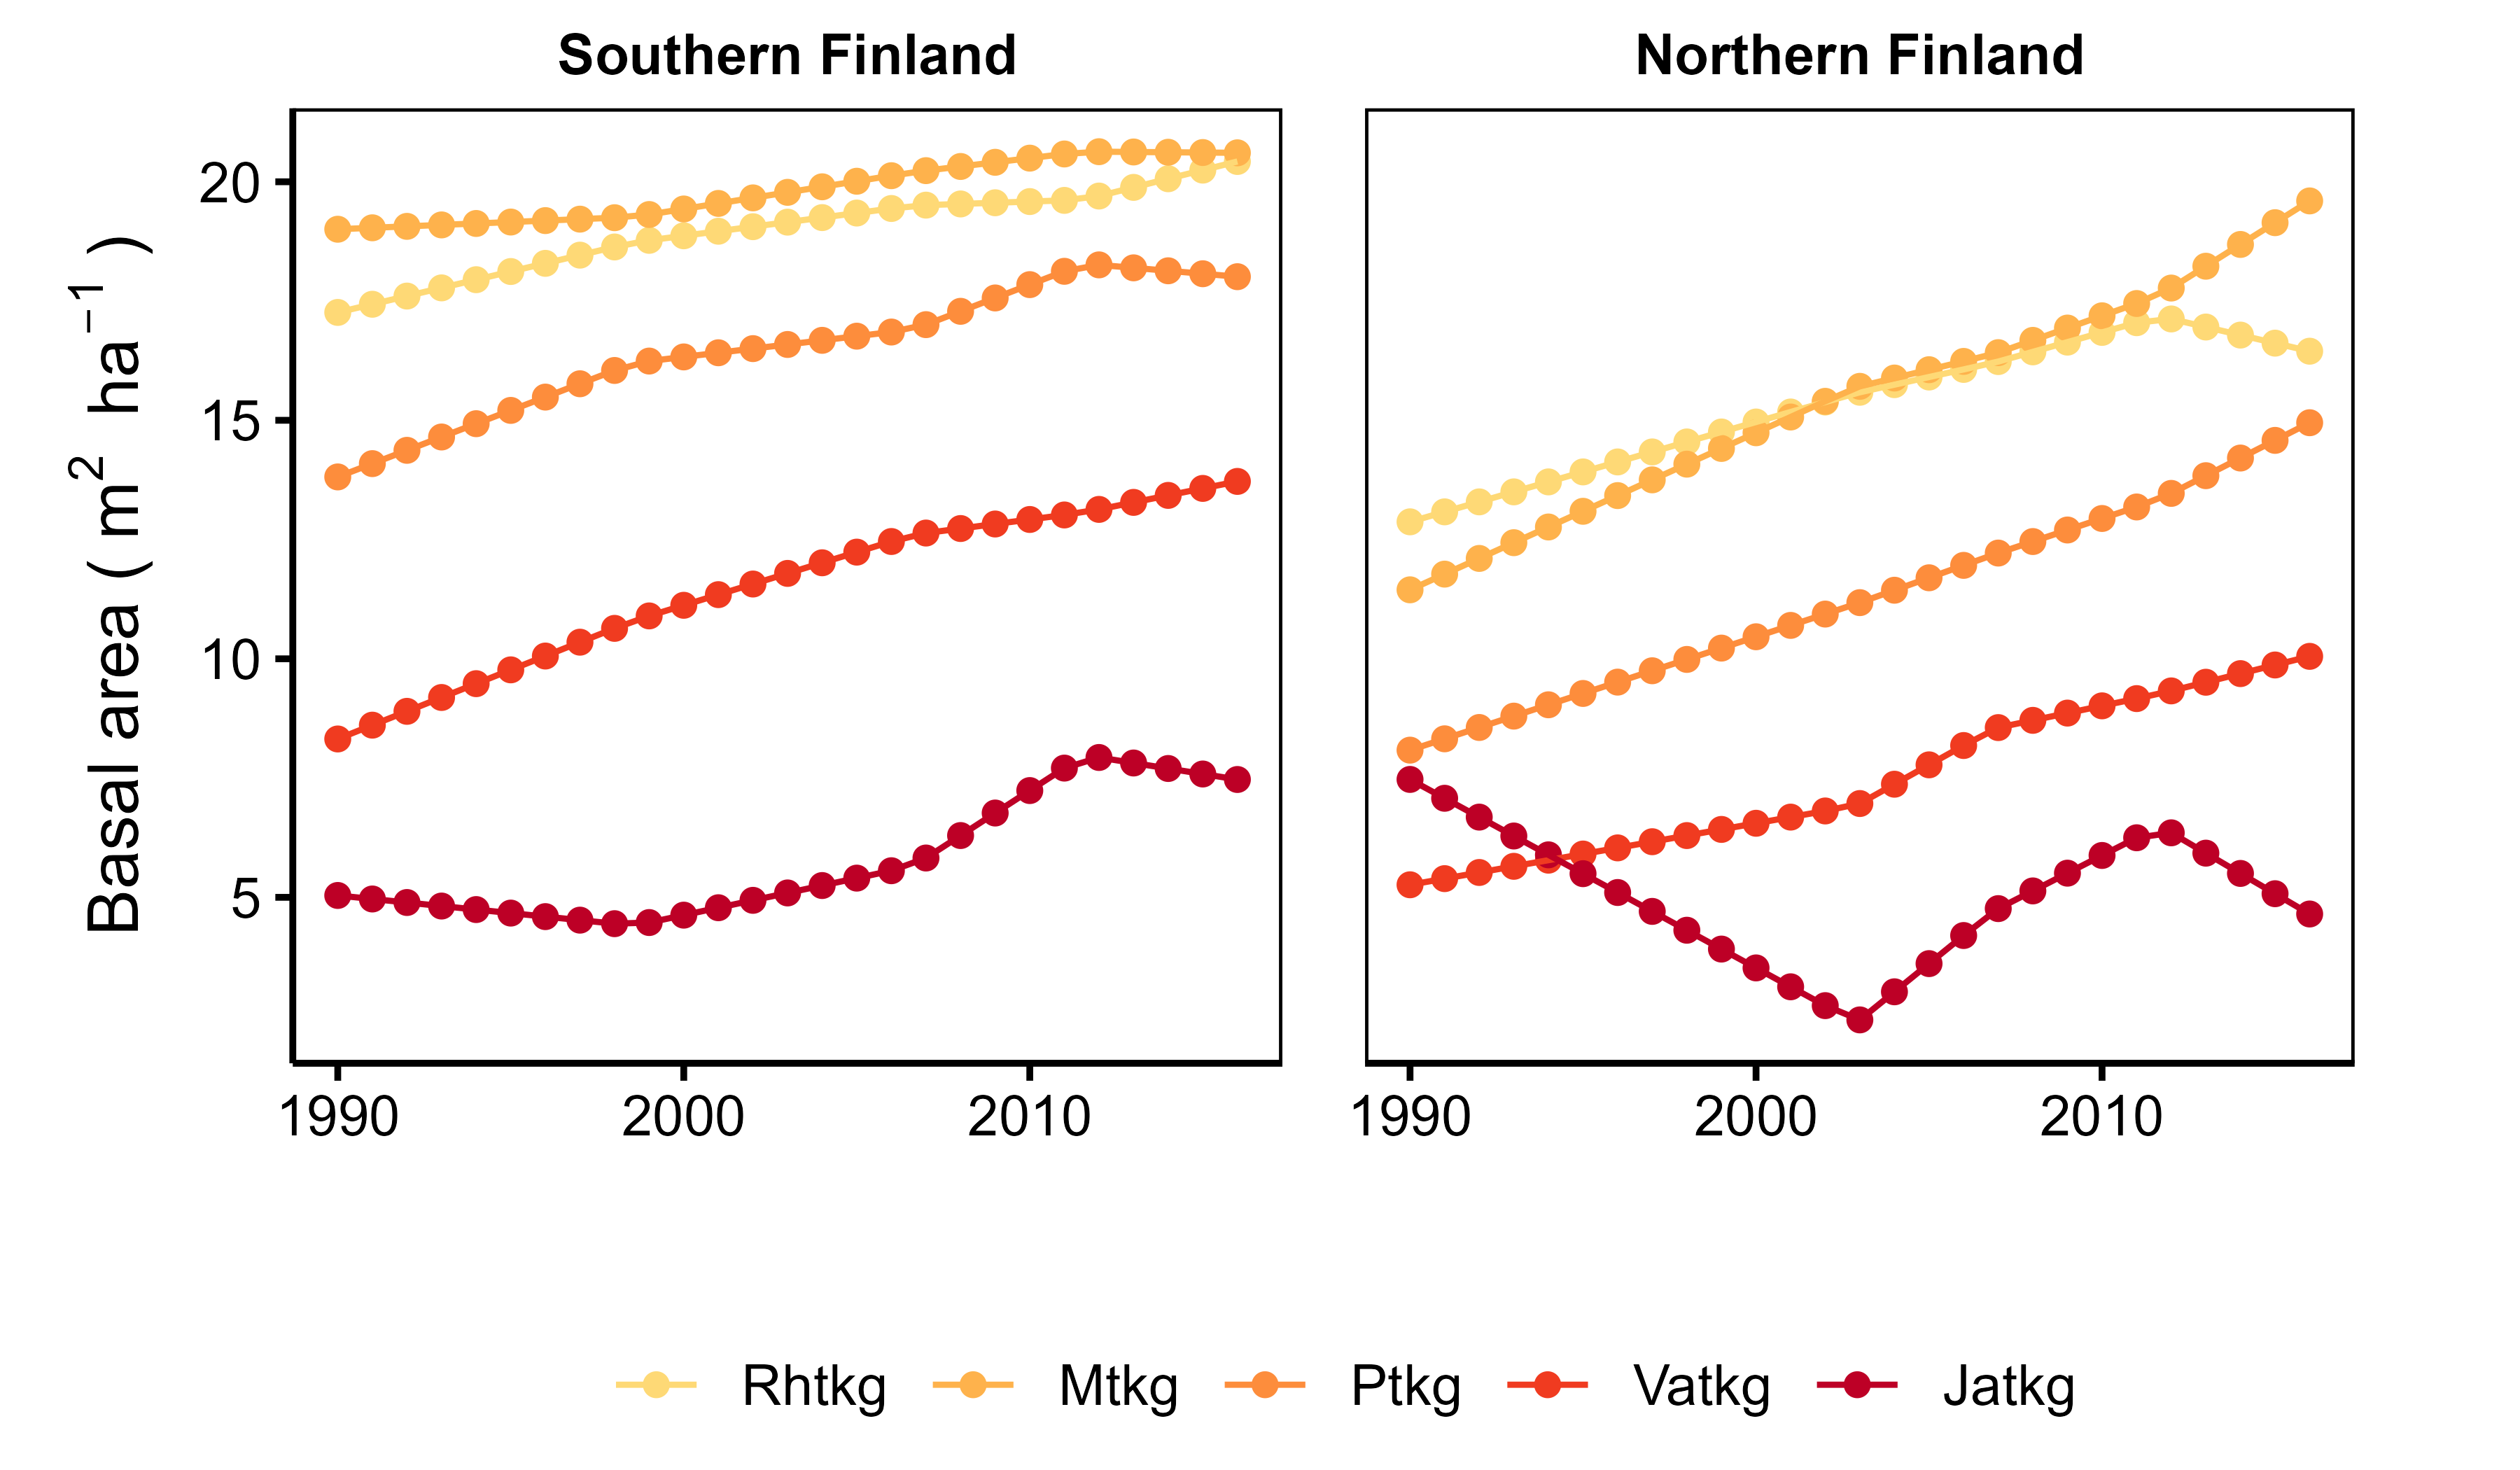 Southern Finland
Northern Finland
Basal area ( m² ha⁻¹ )
20
15
10
5
1990 2000 2010
1990 2000 2010
Rhtkg Mtkg Ptkg Vatkg Jatkg